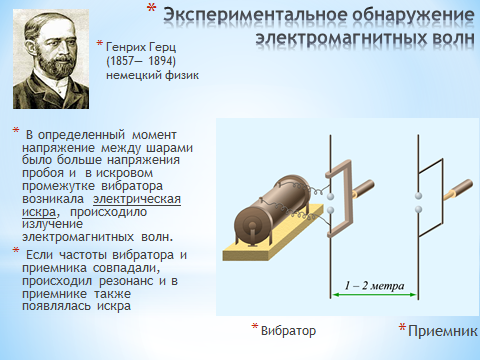 * Экспериментальное обнаружение
электромагнитных волн
* Генрих Герц
(1857— 1894)
немецкий физик
* В определенный момент
напряжение между шарами
было больше напряжения
пробоя и в искровом
промежутке вибратора
возникала электрическая
искра, происходило
излучение
электромагнитных волн.
* Если частоты вибратора и
приемника совпадали,
происходил резонанс и в
приемнике также
появлялась искра
1 – 2 метра
* Вибратор
* Приемник